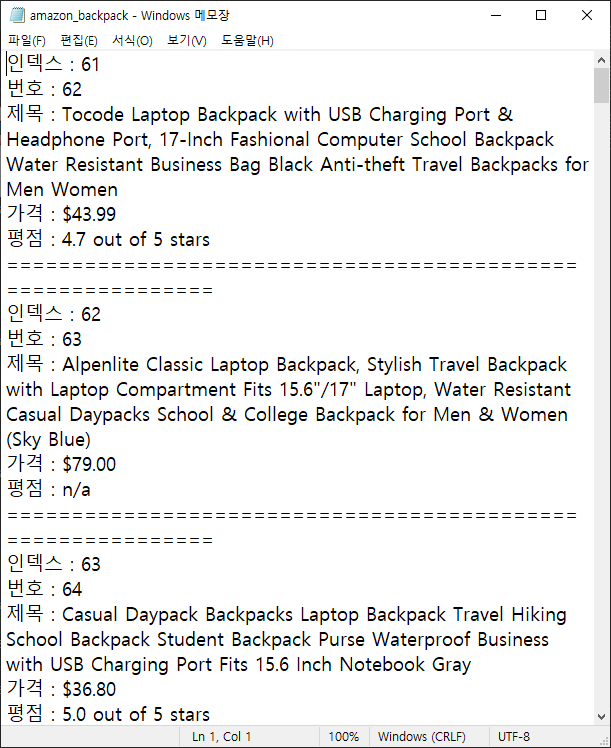 amazon_backpack - Windows 메모장
파일(F) 편집(E) 서식(O) 보기(V) 도움말(H)
인덱스 : 61
번호 : 62
제목 : Tocode Laptop Backpack with USB Charging Port &
Headphone Port, 17-Inch Fashional Computer School Backpack
Water Resistant Business Bag Black Anti-theft Travel Backpacks for
Men Women
가격 : $43.99
평점 : 4.7 out of 5 stars
============================================
================
인덱스 : 62
번호 : 63
제목 : Alpenlite Classic Laptop Backpack, Stylish Travel Backpack
with Laptop Compartment Fits 15.6"/17" Laptop, Water Resistant
Casual Daypacks School & College Backpack for Men & Women
(Sky Blue)
가격 : $79.00
평점 : n/a
============================================
================
인덱스 : 63
번호 : 64
제목 : Casual Daypack Backpacks Laptop Backpack Travel Hiking
School Backpack Student Backpack Purse Waterproof Business
with USB Charging Port Fits 15.6 Inch Notebook Gray
가격 : $36.80
평점 : 5.0 out of 5 stars
Ln 1, Col 1 100% Windows (CRLF) UTF-8